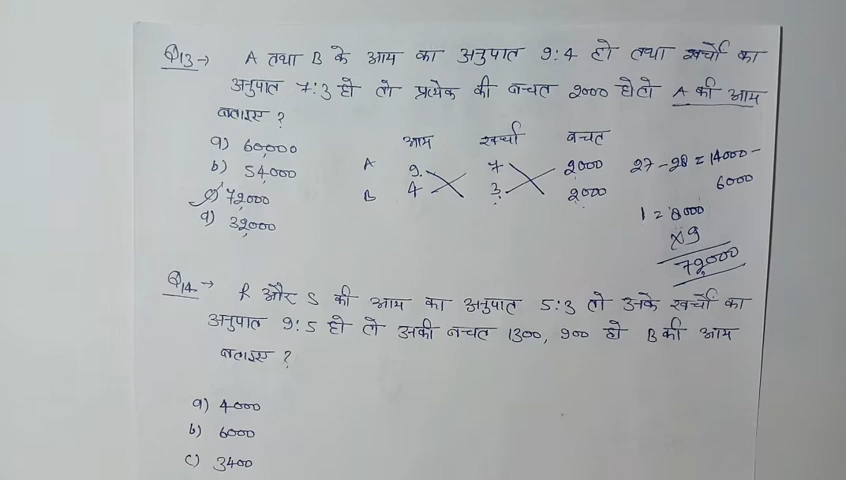 Q13→ A तथा B के आय का अनुपात 9:4 हो तथा खर्चो का
अनुपात 7:3 हो तो प्रत्येक की बचत 2000 होतो A की आय
बताइए ?
a) 60,000
b) 54,000
c) 72,000
d) 32,000
आय खर्चा बचत
A 9 7 2000
B 4 3 2000
27 - 28 = 14000 -
6000
1 = 8000
×9
72,000
Q14→ R और S की आय का अनुपात 5:3 तो उनके खर्चो का
अनुपात 9:5 हो तो उनकी बचत 1300, 900 हो B की आय
बताइए ?
a) 4000
b) 6000
c) 3400